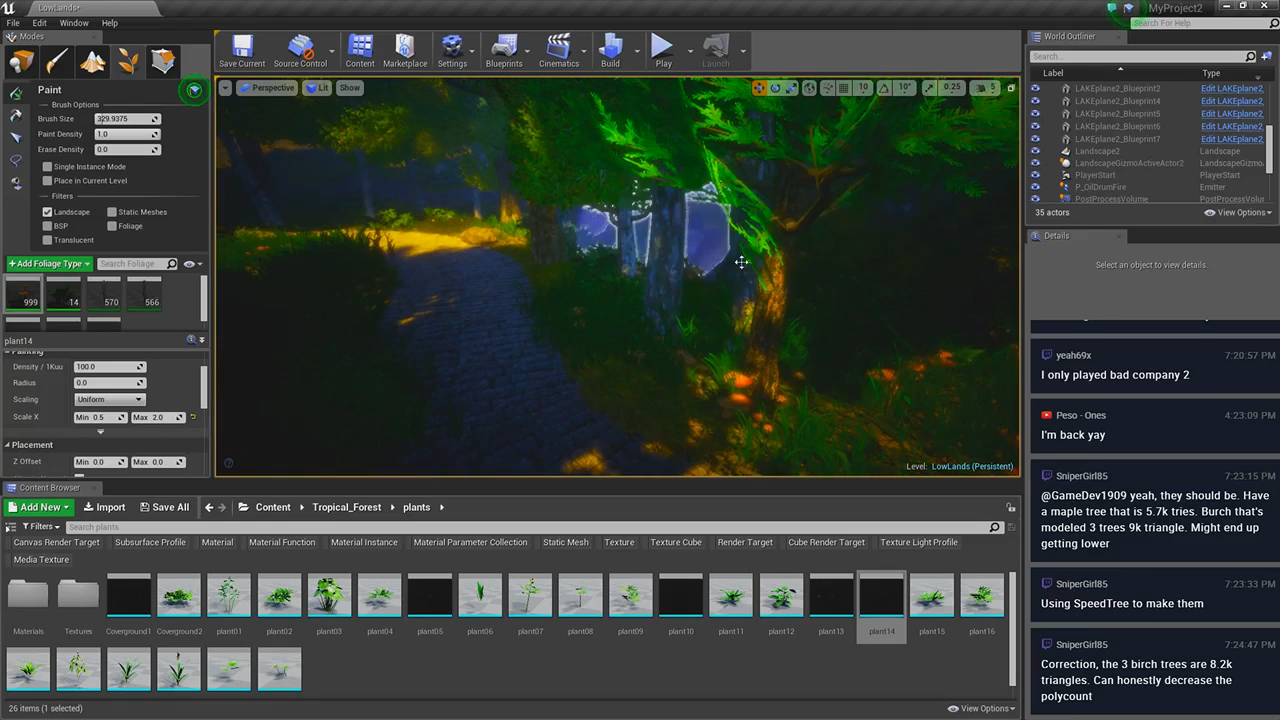 LowLands*
MyProject2
File Edit Window Help
Search For Help
Modes
Save Current
Source Control
Content
Marketplace
Settings
Blueprints
Cinematics
Build
Play
Launch
World Outliner
Search...
Label Type
LAKEplane2_Blueprint2 Edit LAKEplane2_
LAKEplane2_Blueprint4 Edit LAKEplane2_
LAKEplane2_Blueprint5 Edit LAKEplane2_
LAKEplane2_Blueprint6 Edit LAKEplane2_
LAKEplane2_Blueprint7 Edit LAKEplane2_
Landscape2 Landscape
LandscapeGizmoActiveActor2 LandscapeGizmo
PlayerStart PlayerStart
P_OilDrumFire Emitter
PostProcessVolume PostProcessVolume
35 actors View Options
Details
Select an object to view details.
Paint
Brush Options
Brush Size 329.9375
Paint Density 1.0
Erase Density 0.0
Single Instance Mode
Place in Current Level
Filters
Landscape Static Meshes
BSP Foliage
Translucent
+Add Foliage Type Search Foliage
999 14 570 566
plant14
Painting
Density / 1Kuu 100.0
Radius 0.0
Scaling Uniform
Scale X Min 0.5 Max 2.0
Placement
Z Offset Min 0.0 Max 0.0
Perspective Lit Show
10 10° 0.25 5
Level: LowLands (Persistent)
Content Browser
Add New Import Save All Content Tropical_Forest plants
Filters Search plants
Canvas Render Target Subsurface Profile Material Material Function Material Instance Material Parameter Collection Static Mesh Texture Texture Cube Render Target Cube Render Target Texture Light Profile
Media Texture
Materials Textures Coverground1 Coverground2 plant01 plant02 plant03 plant04 plant05 plant06 plant07 plant08 plant09 plant10 plant11 plant12 plant13 plant14 plant15 plant16
26 items (1 selected) View Options
yeah69x 7:20:57 PM
I only played bad company 2
Peso - Ones 4:23:09 PM
I'm back yay
SniperGirl85 7:23:15 PM
@GameDev1909 yeah, they should be. Have
a maple tree that is 5.7k tries. Burch that's
modeled 3 trees 9k triangle. Might end up
getting lower
SniperGirl85 7:23:33 PM
Using SpeedTree to make them
SniperGirl85 7:24:47 PM
Correction, the 3 birch trees are 8.2k
triangles. Can honestly decrease the
polycount